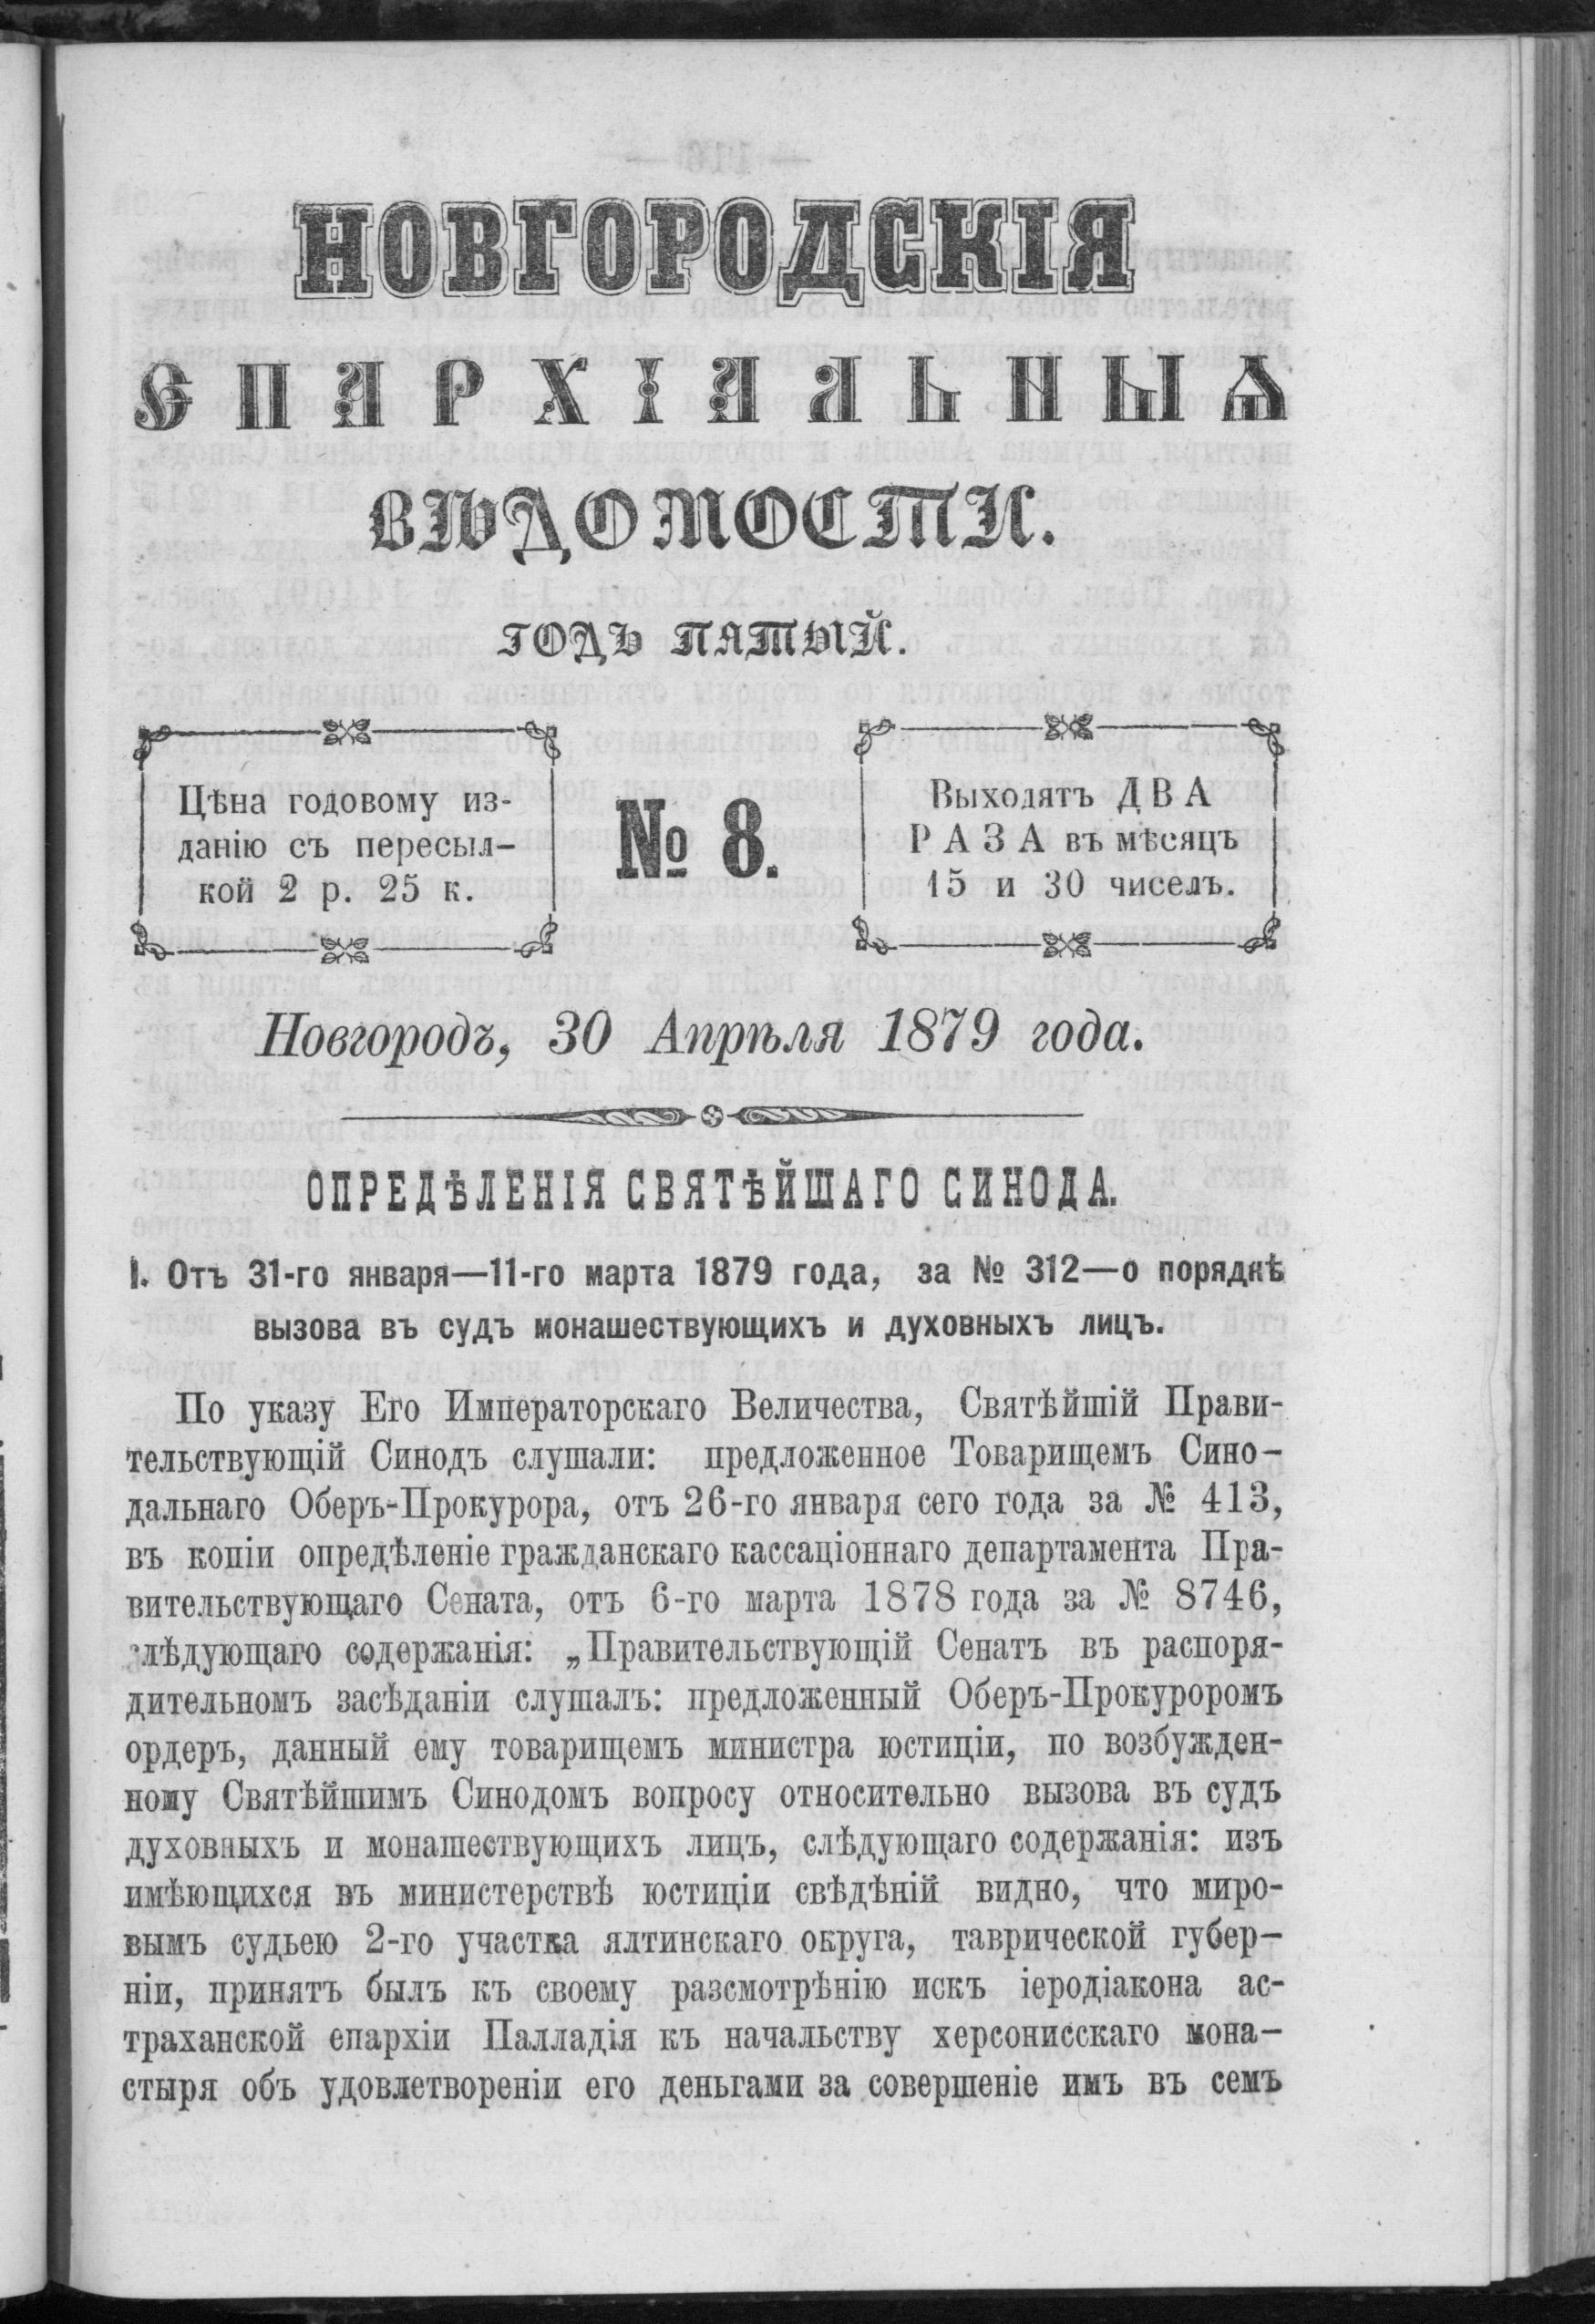 НОВГОРОДСКІЯ
ЕПАРХІАЛЬНЫѦ
ВѢДОМОСТИ.
ГОДЪ ПЯТЫЙ.
Цѣна годовому из-
данію съ пересыл-
кой 2 р. 25 к.
№ 8.
Выходятъ ДВА
РАЗА въ мѣсяцъ
15 и 30 чиселъ.
Новгородъ, 30 Апрѣля 1879 года.
ОПРЕДѢЛЕНІЯ СВЯТѢЙШАГО СИНОДА.
I. Отъ 31-го января—11-го марта 1879 года, за № 312—о порядкѣ
вызова въ судъ монашествующихъ и духовныхъ лицъ.
По указу Его Императорскаго Величества, Святѣйшій Прави-
тельствующій Синодъ слушали: предложенное Товарищемъ Сино-
дальнаго Оберъ-Прокурора, отъ 26-го января сего года за № 413,
въ копіи опредѣленіе гражданскаго кассаціоннаго департамента Пра-
вительствующаго Сената, отъ 6-го марта 1878 года за № 8746,
слѣдующаго содержанія: „Правительствующій Сенатъ въ распоря-
дительномъ засѣданіи слушалъ: предложенный Оберъ-Прокуроромъ
ордеръ, данный ему товарищемъ министра юстиціи, по возбужден-
ному Святѣйшимъ Синодомъ вопросу относительно вызова въ судъ
духовныхъ и монашествующихъ лицъ, слѣдующаго содержанія: изъ
имѣющихся въ министерствѣ юстиціи свѣдѣній видно, что миро-
вымъ судьею 2-го участка ялтинскаго округа, таврической губер-
ніи, принятъ былъ къ своему разсмотрѣнію искъ іеродіакона ас-
траханской епархіи Палладія къ начальству херсонисскаго мона-
стыря объ удовлетвореніи его деньгами за совершеніе имъ въ семъ